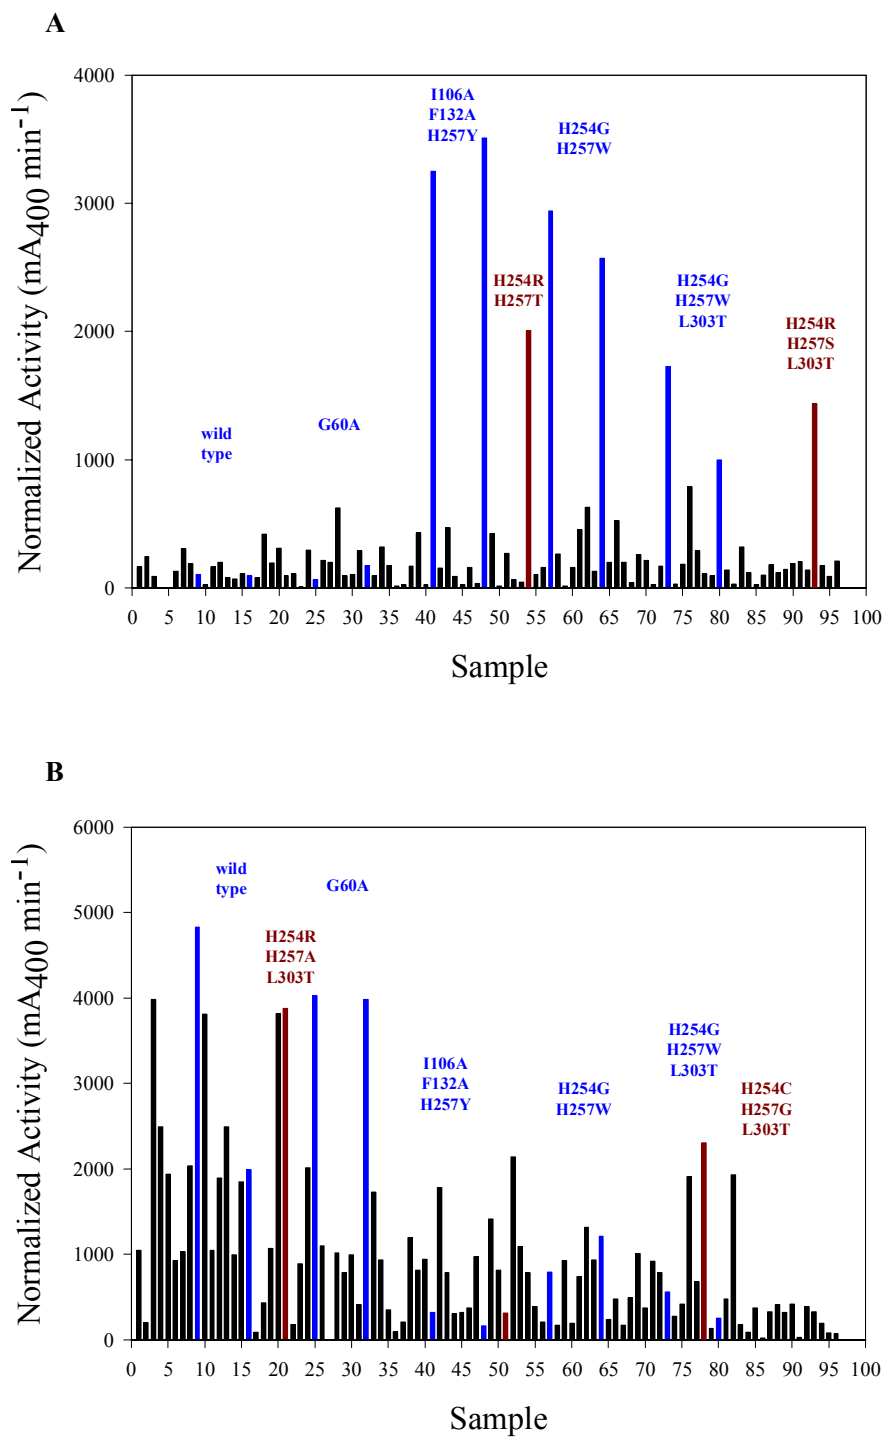 A
Normalized Activity (mA400 min-1)
4000
3000
2000
1000
0
I106A
F132A
H257Y
H254G
H257W
H254R
H257T
H254G
H257W
L303T
H254R
H257S
L303T
wild
type
G60A
0 5 10 15 20 25 30 35 40 45 50 55 60 65 70 75 80 85 90 95 100
Sample
B
Normalized Activity (mA400 min-1)
6000
5000
4000
3000
2000
1000
0
wild
type
G60A
H254R
H257A
L303T
I106A
F132A
H257Y
H254G
H257W
H254G
H257W
L303T
H254C
H257G
L303T
0 5 10 15 20 25 30 35 40 45 50 55 60 65 70 75 80 85 90 95 100
Sample